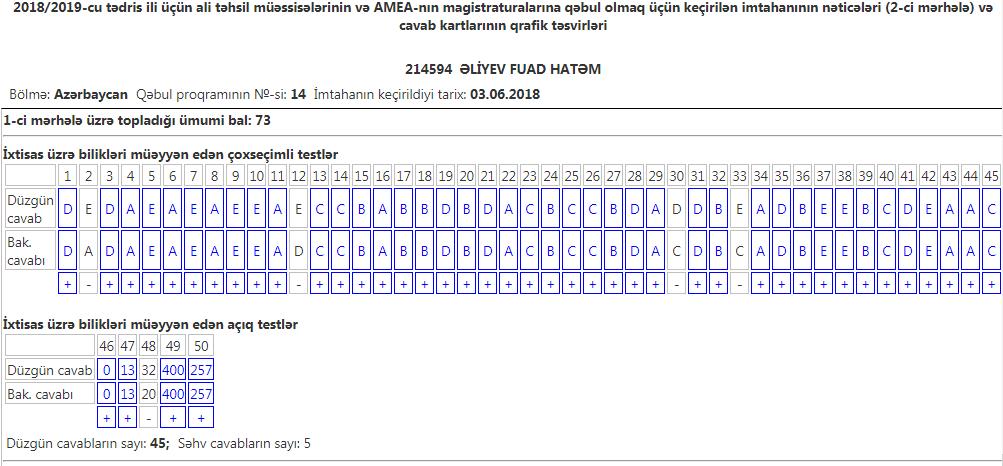 2018/2019-cu tədris ili üçün ali təhsil müəssisələrinin və AMEA-nın magistraturalarına qəbul olmaq üçün keçirilən imtahanının nəticələri (2-ci mərhələ) və
cavab kartlarının qrafik təsvirləri
214594 ƏLİYEV FUAD HATƏM
Bölmə: Azərbaycan Qəbul proqramının №-si: 14 İmtahanın keçirildiyi tarix: 03.06.2018
1-ci mərhələ üzrə topladığı ümumi bal: 73
İxtisas üzrə bilikləri müəyyən edən çoxseçimli testlər
1 2 3 4 5 6 7 8 9 10 11 12 13 14 15 16 17 18 19 20 21 22 23 24 25 26 27 28 29 30 31 32 33 34 35 36 37 38 39 40 41 42 43 44 45
Düzgün cavab D E D A E A E A E E A E C C B A B B D B D A C B C C B D A D D B E A D B E E B C D E A A C
Bak. cavabı D A D A E A E A E E A D C C B A B B D B D A C B C C B D A C D B C A D B E E B C D E A A C
+ - + + + + + + + + + - + + + + + + + + + + + + + + + + + - + + - + + + + + + + + + + + +
İxtisas üzrə bilikləri müəyyən edən açıq testlər
46 47 48 49 50
Düzgün cavab 0 13 32 400 257
Bak. cavabı 0 13 20 400 257
+ + - + +
Düzgün cavabların sayı: 45; Səhv cavabların sayı: 5